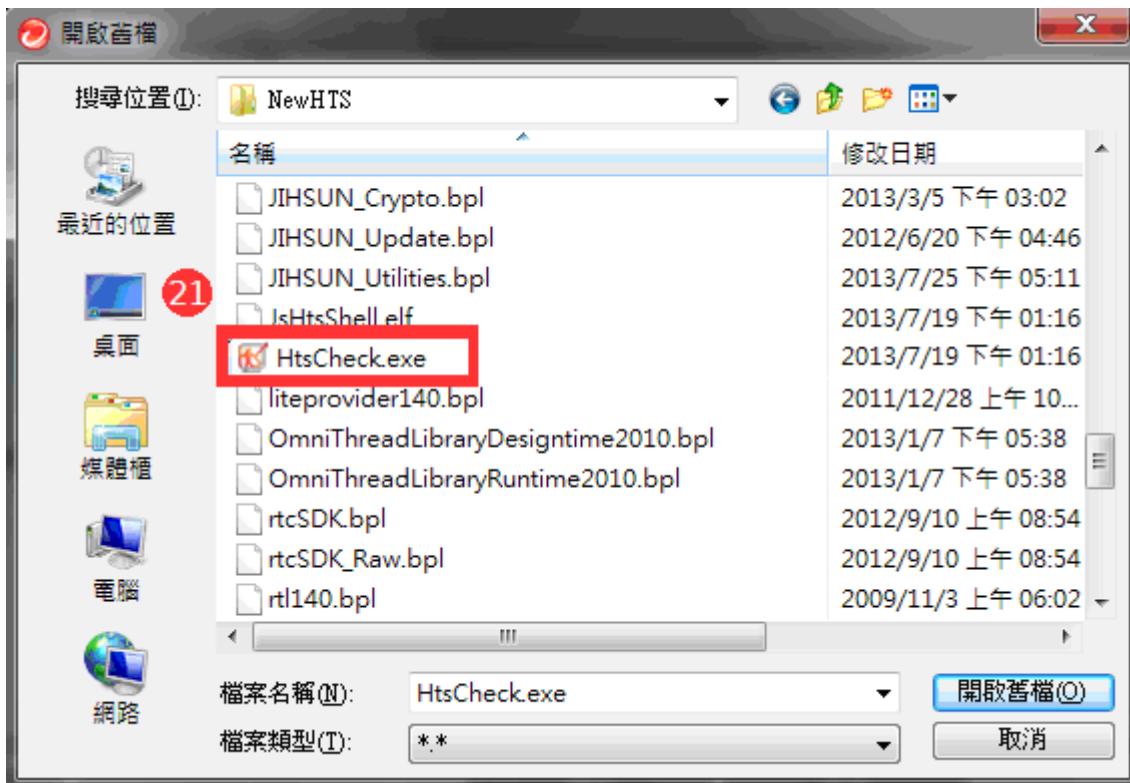 開啟舊檔
搜尋位置(I):
NewHTS
名稱
修改日期
JIHSUN_Crypto.bpl
2013/3/5 下午 03:02
JIHSUN_Update.bpl
2012/6/20 下午 04:46
JIHSUN_Utilities.bpl
2013/7/25 下午 05:11
JsHtsShell.elf
2013/7/19 下午 01:16
HtsCheck.exe
2013/7/19 下午 01:16
liteprovider140.bpl
2011/12/28 上午 10...
OmniThreadLibraryDesigntime2010.bpl
2013/1/7 下午 05:38
OmniThreadLibraryRuntime2010.bpl
2013/1/7 下午 05:38
rtcSDK.bpl
2012/9/10 上午 08:54
rtcSDK_Raw.bpl
2012/9/10 上午 08:54
rtl140.bpl
2009/11/3 上午 06:02
最近的位置
21
桌面
媒體櫃
電腦
網路
檔案名稱(N):
HtsCheck.exe
開啟舊檔(O)
檔案類型(T):
*.*
取消